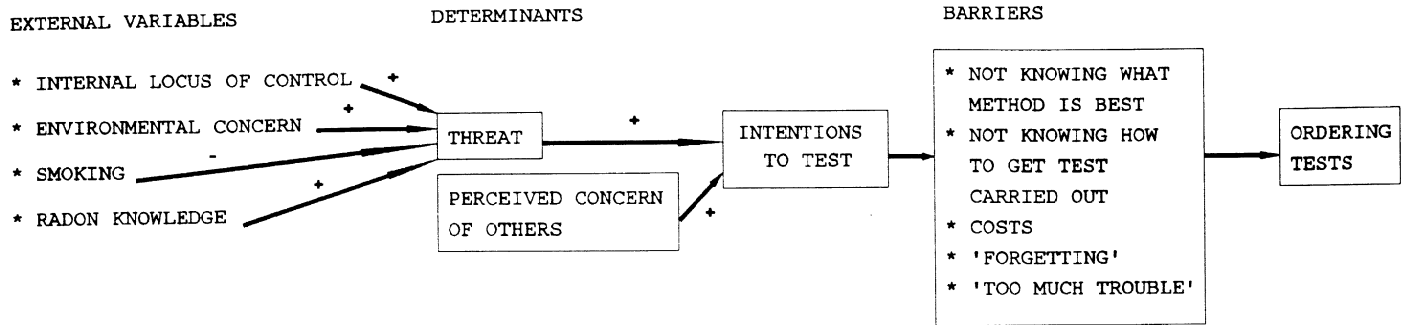 EXTERNAL VARIABLES
* INTERNAL LOCUS OF CONTROL
+
* ENVIRONMENTAL CONCERN
+
* SMOKING
-
* RADON KNOWLEDGE
+
DETERMINANTS
THREAT
+
PERCEIVED CONCERN
OF OTHERS
+
INTENTIONS
TO TEST
BARRIERS
* NOT KNOWING WHAT
METHOD IS BEST
* NOT KNOWING HOW
TO GET TEST
CARRIED OUT
* COSTS
* 'FORGETTING'
* 'TOO MUCH TROUBLE'
ORDERING
TESTS